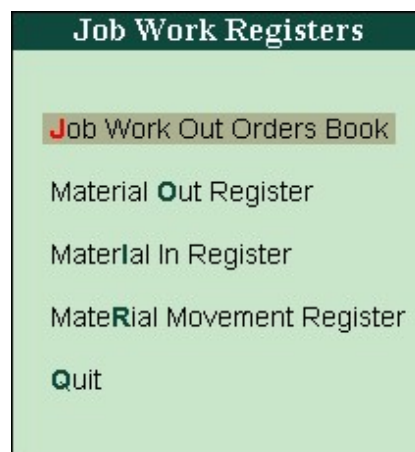 Job Work Registers
Job Work Out Orders Book
Material Out Register
MaterIal In Register
MateRial Movement Register
Quit